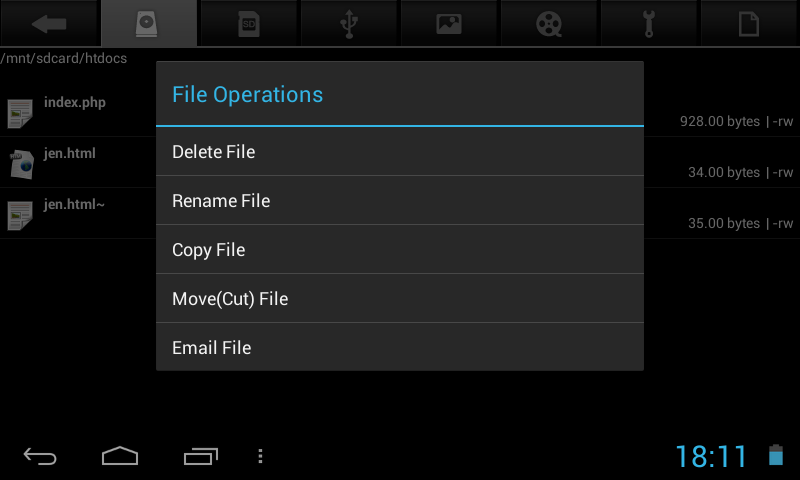 SD
/mnt/sdcard/htdocs
index.php
928.00 bytes | -rw
jen.html
34.00 bytes | -rw
jen.html~
35.00 bytes | -rw
File Operations
Delete File
Rename File
Copy File
Move(Cut) File
Email File
18:11